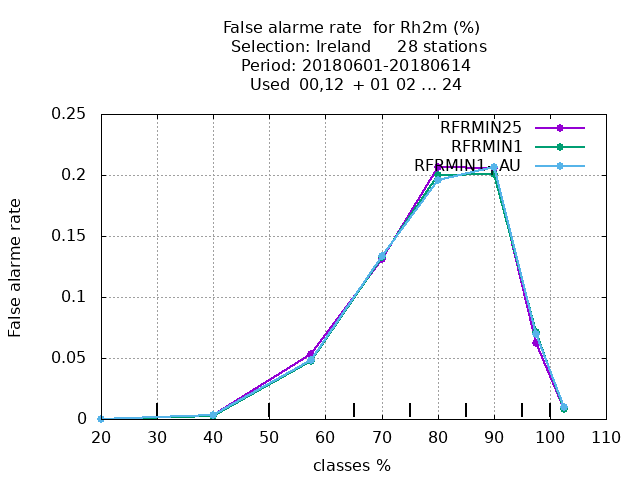 False alarme rate  for Rh2m (%)
Selection: Ireland     28 stations
Period: 20180601-20180614
Used  00,12  + 01 02 ... 24
0.25
0.2
0.15
0.1
0.05
0
False alarme rate
RFRMIN25
RFRMIN1
RFRMIN1_AU
20 30 40 50 60 70 80 90 100 110
classes %